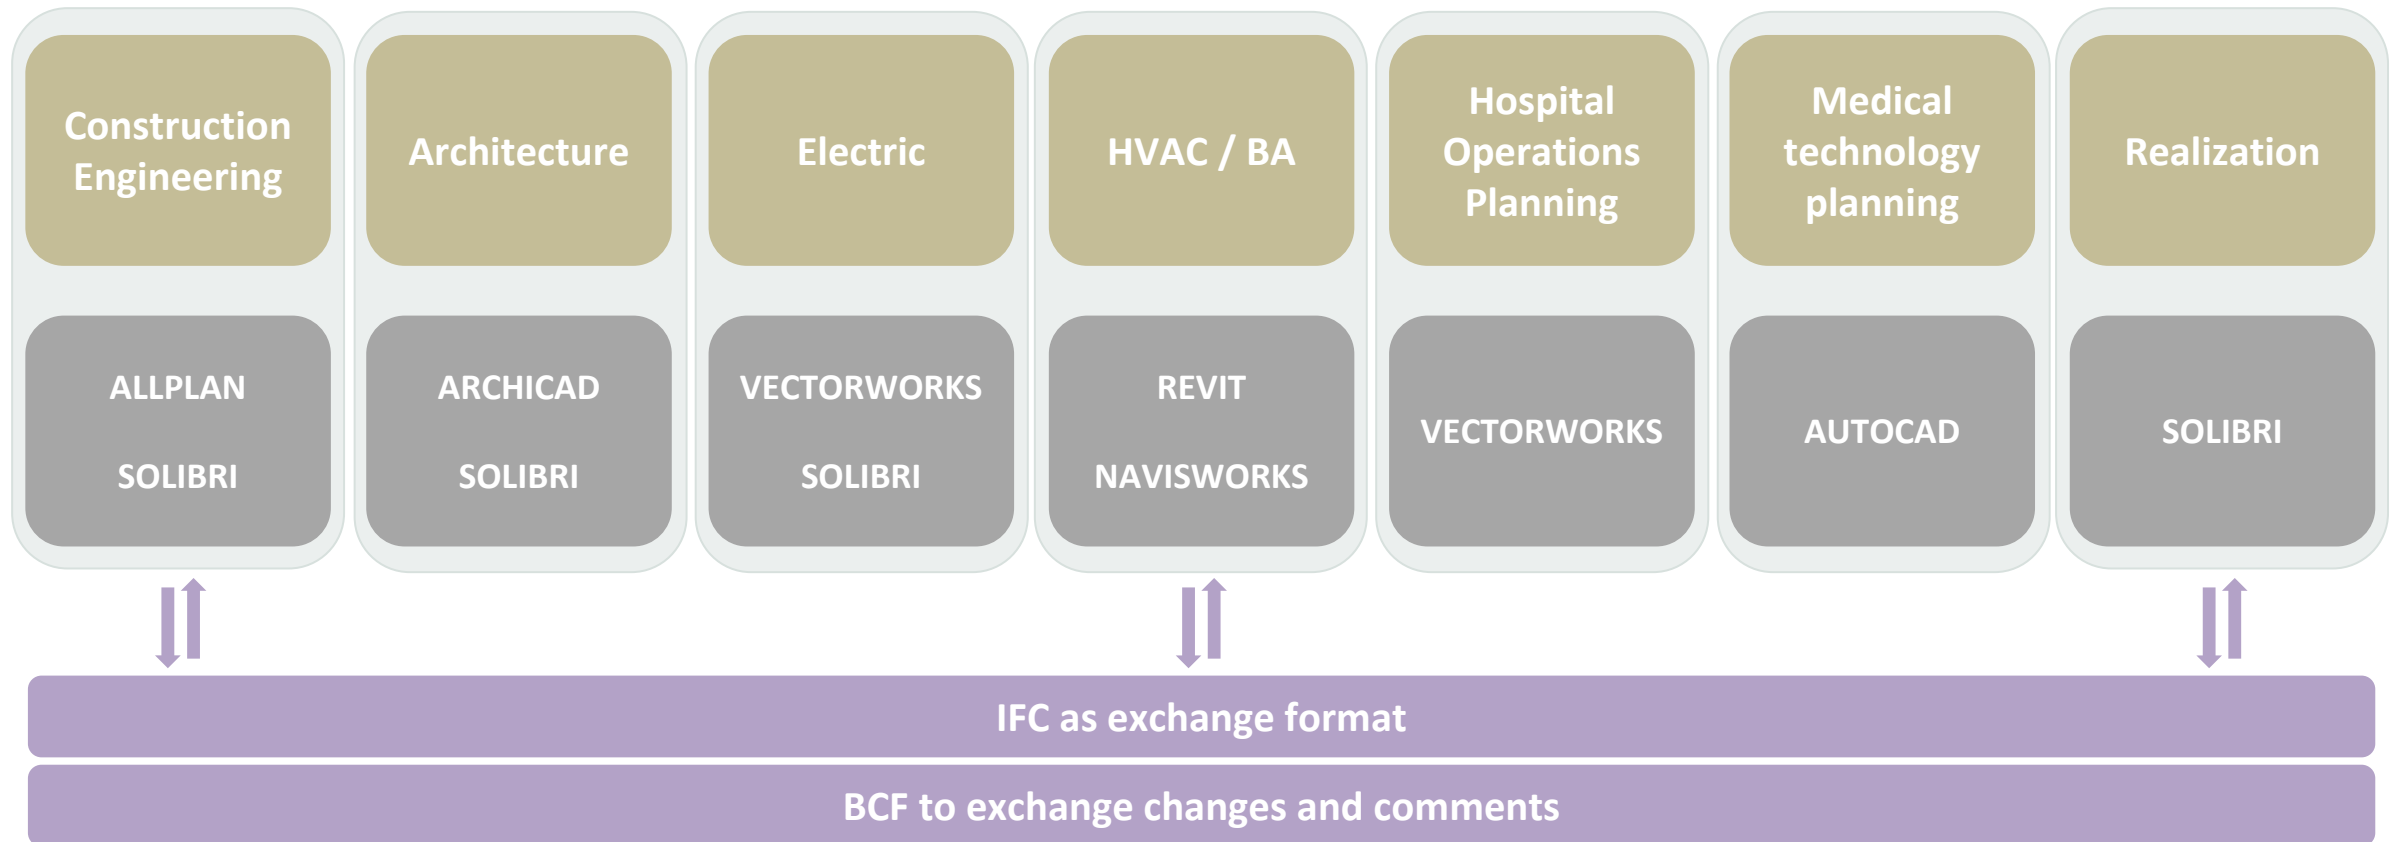 Construction
Engineering
Architecture
Electric
HVAC / BA
Hospital
Operations
Planning
Medical
technology
planning
Realization
ALLPLAN
SOLIBRI
ARCHICAD
SOLIBRI
VECTORWORKS
SOLIBRI
REVIT
NAVISWORKS
VECTORWORKS
AUTOCAD
SOLIBRI
IFC as exchange format
BCF to exchange changes and comments